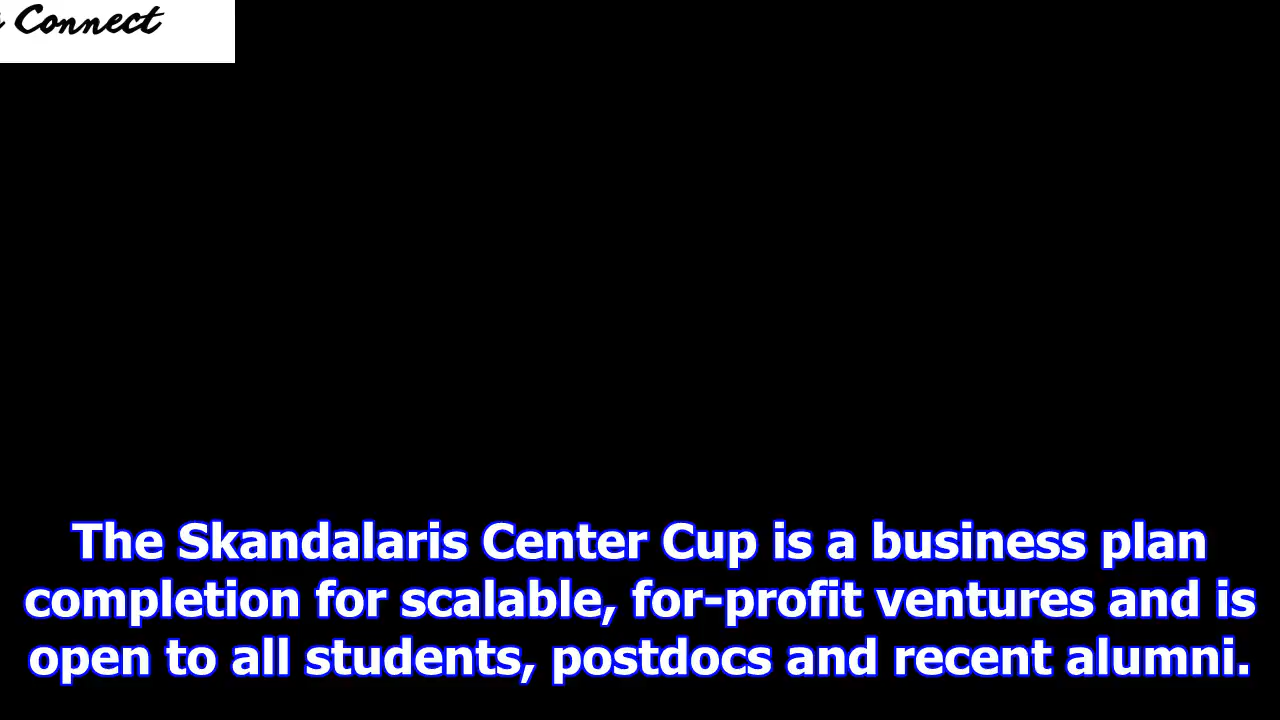 Connect
The Skandalaris Center Cup is a business plan
completion for scalable, for-profit ventures and is
open to all students, postdocs and recent alumni.